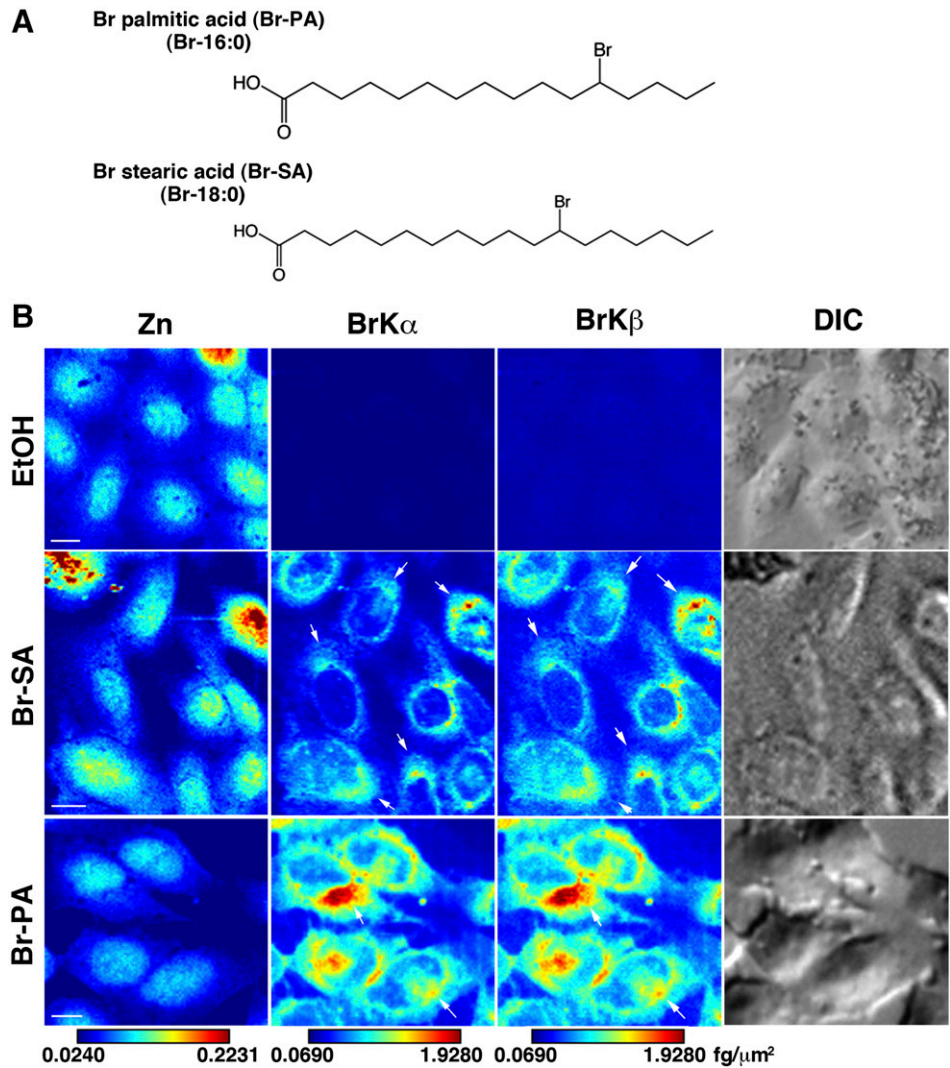 A
Br palmitic acid (Br-PA)
(Br-16:0)
Br
HO
O
Br stearic acid (Br-SA)
(Br-18:0)
Br
HO
O
B
Zn BrKα BrKβ DIC
EtOH
Br-SA
Br-PA
0.0240 0.2231 0.0690 1.9280 0.0690 1.9280 fg/μm²